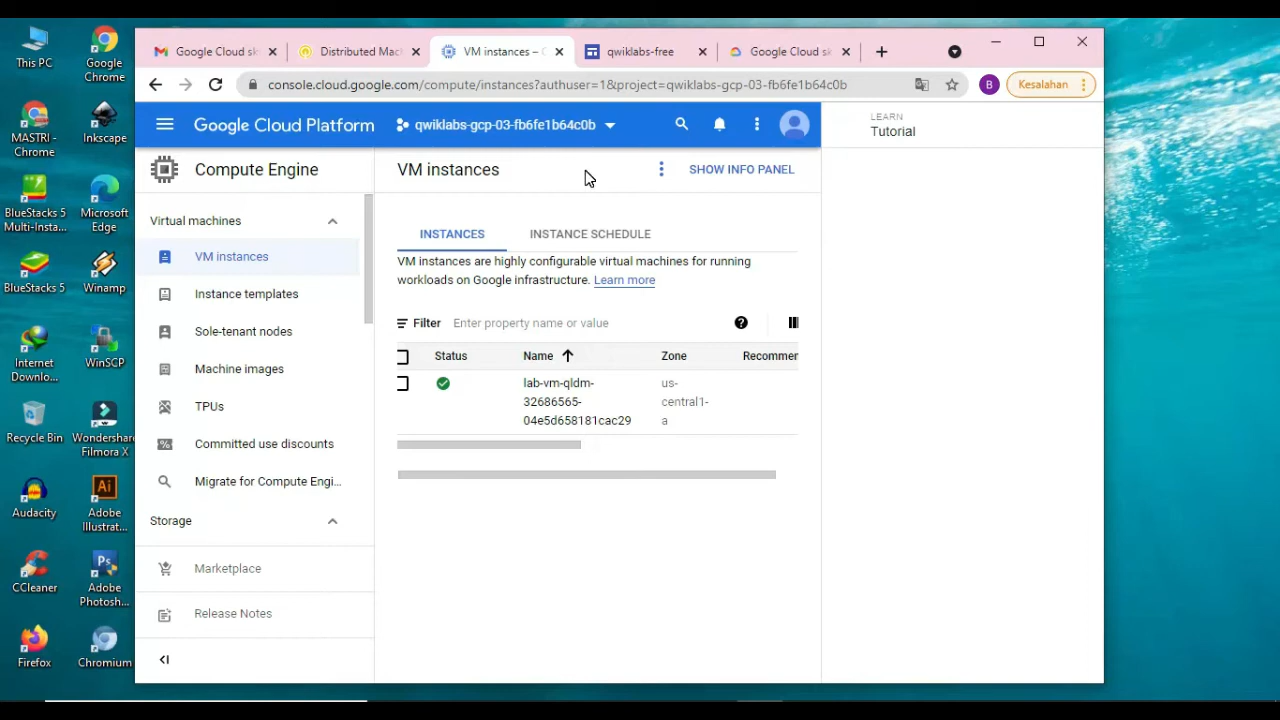 This PC
Google
Chrome
MASTRI -
Chrome
Inkscape
BlueStacks 5
Multi-Insta...
Microsoft
Edge
BlueStacks 5
Winamp
Internet
Downlo...
WinSCP
Recycle Bin
Wondershare
Filmora X
Audacity
Adobe
Illustrat...
CCleaner
Adobe
Photosh...
Firefox
Chromium
Google Cloud sk
Distributed Mac
VM instances – C
qwiklabs-free
Google Cloud sk
console.cloud.google.com/compute/instances?authuser=1&project=qwiklabs-gcp-03-fb6fe1b64c0b
B
Kesalahan
Google Cloud Platform
qwiklabs-gcp-03-fb6fe1b64c0b
LEARN
Tutorial
Compute Engine
VM instances
SHOW INFO PANEL
Virtual machines
VM instances
Instance templates
Sole-tenant nodes
Machine images
TPUs
Committed use discounts
Migrate for Compute Engi...
Storage
Marketplace
Release Notes
INSTANCES
INSTANCE SCHEDULE
VM instances are highly configurable virtual machines for running
workloads on Google infrastructure. Learn more
Filter
Enter property name or value
Status
Name
Zone
Recommer
lab-vm-qldm-
32686565-
04e5d658181cac29
us-
central1-
a